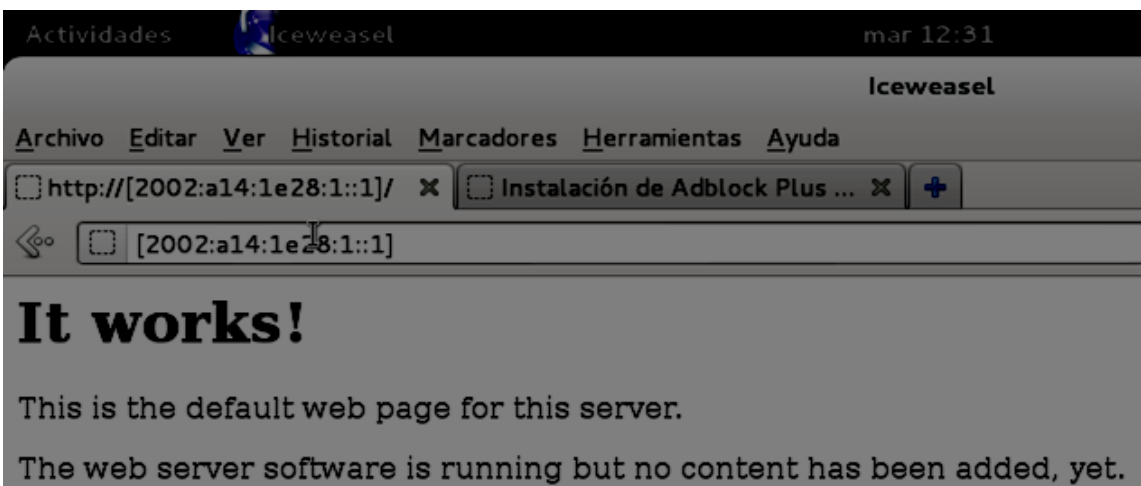 Actividades Iceweasel mar 12:31
Iceweasel
Archivo Editar Ver Historial Marcadores Herramientas Ayuda
http://[2002:a14:1e28:1::1]/ Instalación de Adblock Plus ...
[2002:a14:1e28:1::1]
It works!
This is the default web page for this server.
The web server software is running but no content has been added, yet.